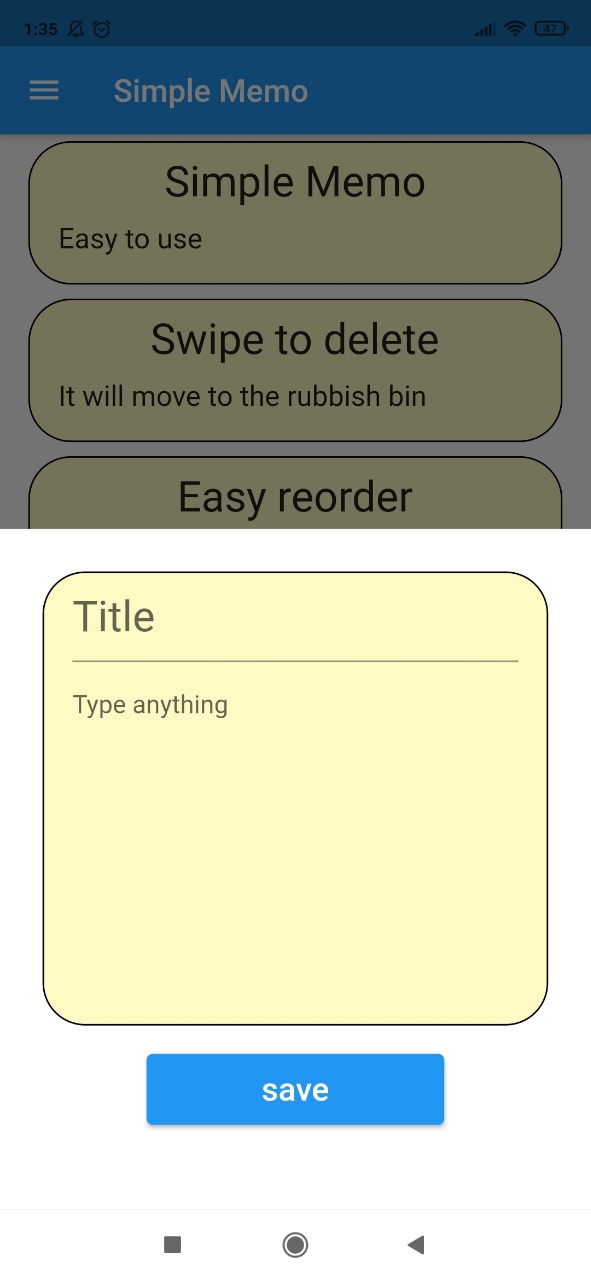 1:35
47
Simple Memo
Simple Memo
Easy to use
Swipe to delete
It will move to the rubbish bin
Easy reorder
Title
Type anything
save